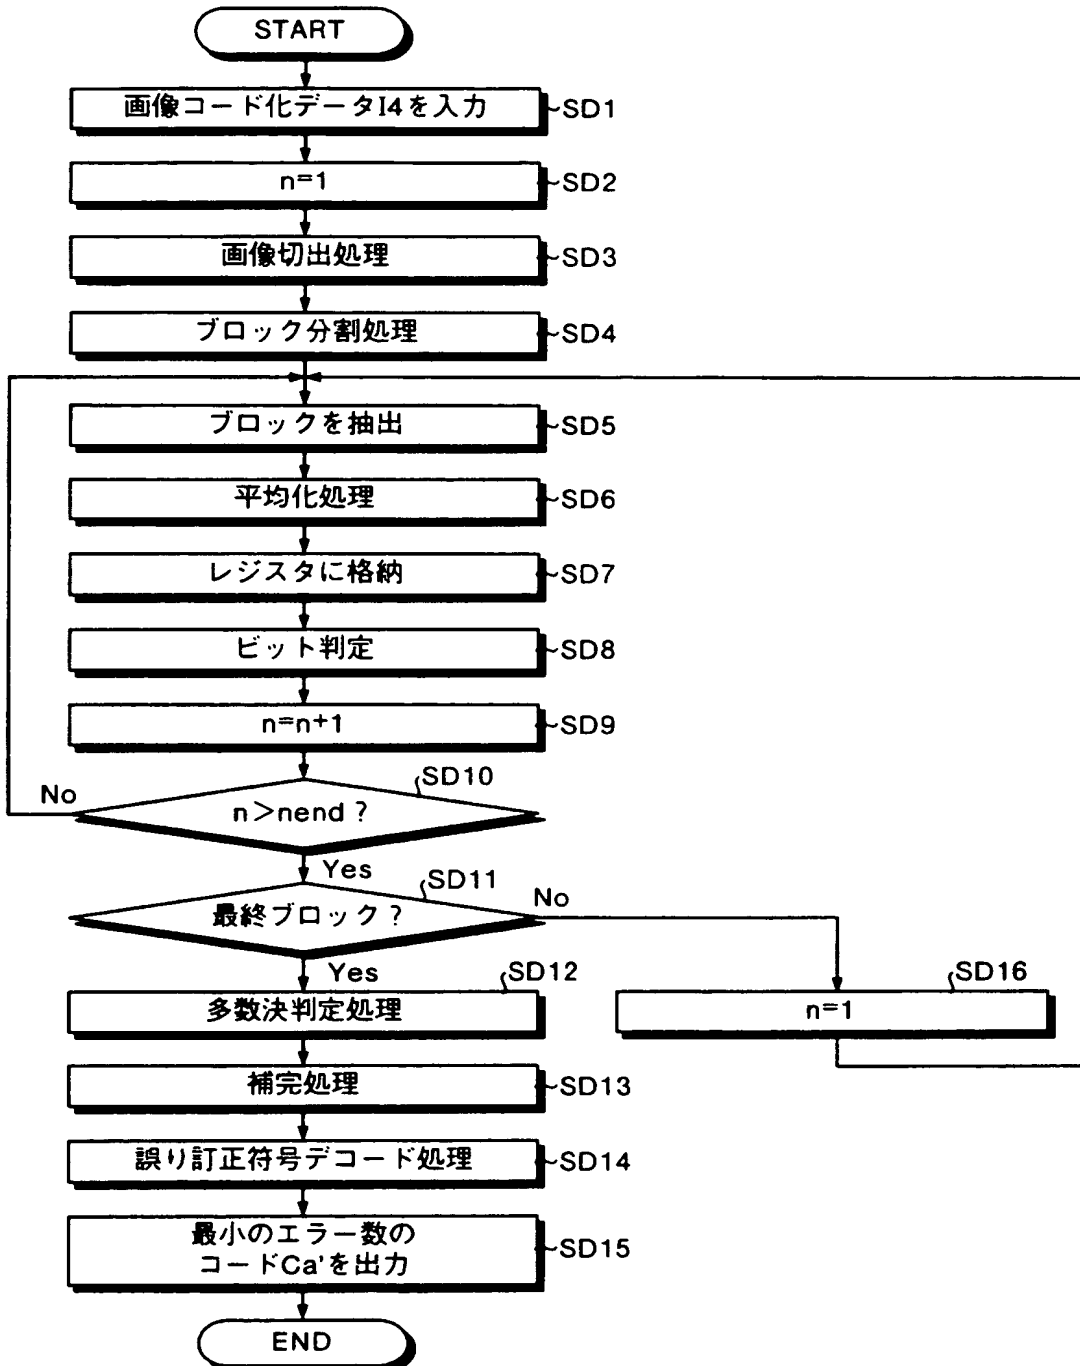 START
画像コード化データI4を入力
SD1
n=1
SD2
画像切出処理
SD3
ブロック分割処理
SD4
ブロックを抽出
SD5
平均化処理
SD6
レジスタに格納
SD7
ビット判定
SD8
n=n+1
SD9
SD10
No
n>nend?
Yes
SD11
No
最終ブロック?
Yes
SD12
多数決判定処理
SD16
n=1
補完処理
SD13
誤り訂正符号デコード処理
SD14
最小のエラー数の
コードCa'を出力
SD15
END